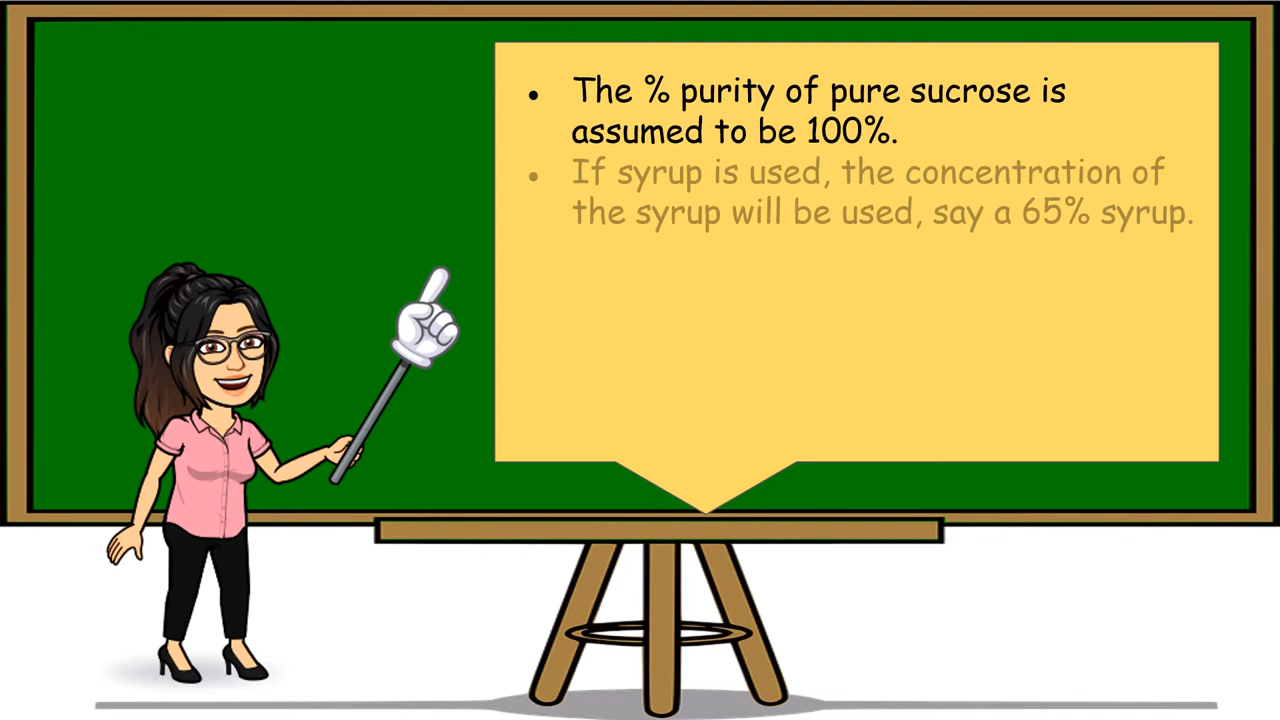 • The % purity of pure sucrose is
assumed to be 100%.
• If syrup is used, the concentration of
the syrup will be used, say a 65% syrup.